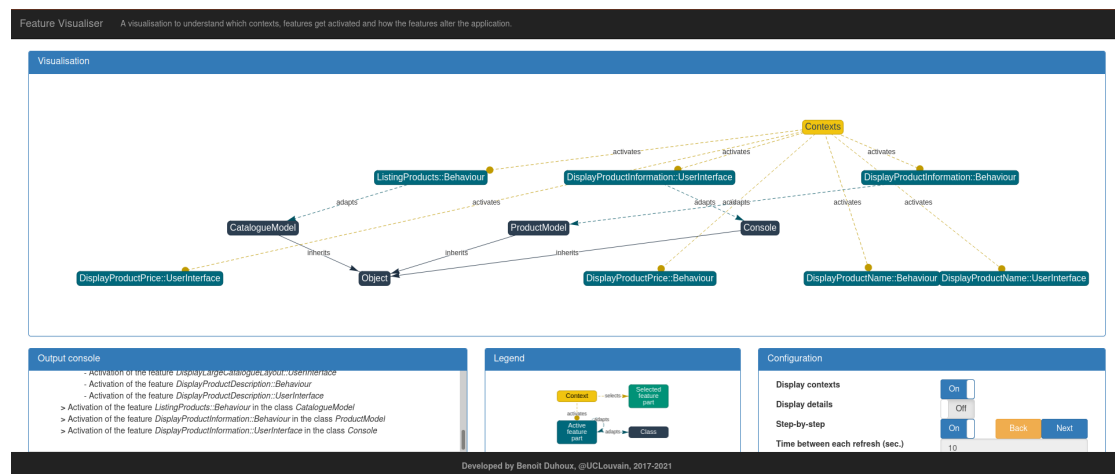 Feature Visualiser A visualisation to understand which contexts, features get activated and how the features alter the application.
Visualisation
Contexts
activates activates activates
ListingProducts::Behaviour DisplayProductInformation::UserInterface DisplayProductInformation::Behaviour
adapts activates adapts activates activates
CatalogueModel ProductModel Console
inherits inherits inherits
DisplayProductPrice::UserInterface Object DisplayProductPrice::Behaviour DisplayProductName::Behaviour DisplayProductName::UserInterface
Output console
- Activation of the feature DisplayLargeCatalogueLayout::UserInterface
- Activation of the feature DisplayProductDescription::Behaviour
- Activation of the feature DisplayProductDescription::UserInterface
> Activation of the feature ListingProducts::Behaviour in the class CatalogueModel
> Activation of the feature DisplayProductInformation::Behaviour in the class ProductModel
> Activation of the feature DisplayProductInformation::UserInterface in the class Console
Legend
Context selects Selected feature part
activates
adapts
Active feature part adapts Class
Configuration
Display contexts On
Display details Off
Step-by-step On Back Next
Time between each refresh (sec.) 10
Developed by Benoît Duhoux, @UCLouvain, 2017-2021